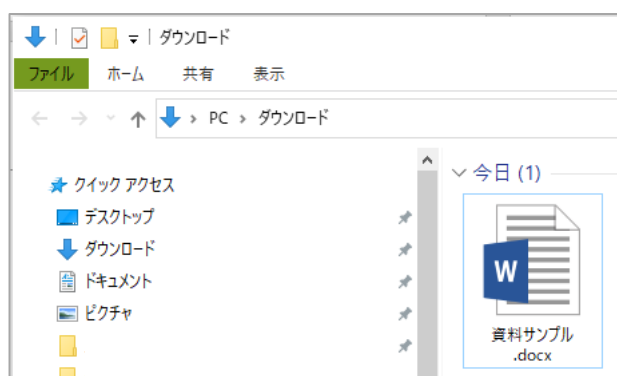 ダウンロード
ファイル ホーム 共有 表示
PC › ダウンロード
今日 (1)
クイック アクセス
デスクトップ
ダウンロード
ドキュメント
ピクチャ
W
資料サンプル
.docx